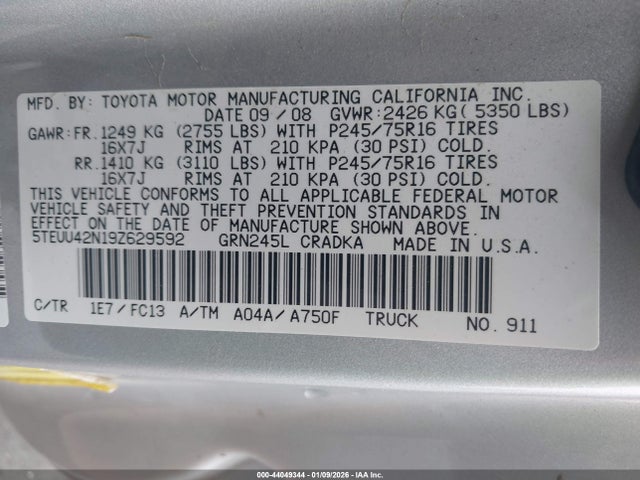 MFD. BY: TOYOTA MOTOR MANUFACTURING CALIFORNIA INC.
DATE 09/08 GVWR:2426 KG( 5350 LBS)
GAWR:FR.1249 KG (2755 LBS) WITH P245/75R16 TIRES
16X7J RIMS AT 210 KPA (30 PSI) COLD.
RR.1410 KG (3110 LBS) WITH P245/75R16 TIRES
16X7J RIMS AT 210 KPA (30 PSI) COLD.
THIS VEHICLE CONFORMS TO ALL APPLICABLE FEDERAL MOTOR
VEHICLE SAFETY AND THEFT PREVENTION STANDARDS IN
EFFECT ON THE DATE OF MANUFACTURE SHOWN ABOVE.
5TEUU42N19Z629592 GRN245L CRADKA MADE IN U.S.A.
C/TR 1E7/FC13 A/TM A04A/A750F TRUCK NO. 911
000-44049344 | 01/09/2026 | IAA Inc.